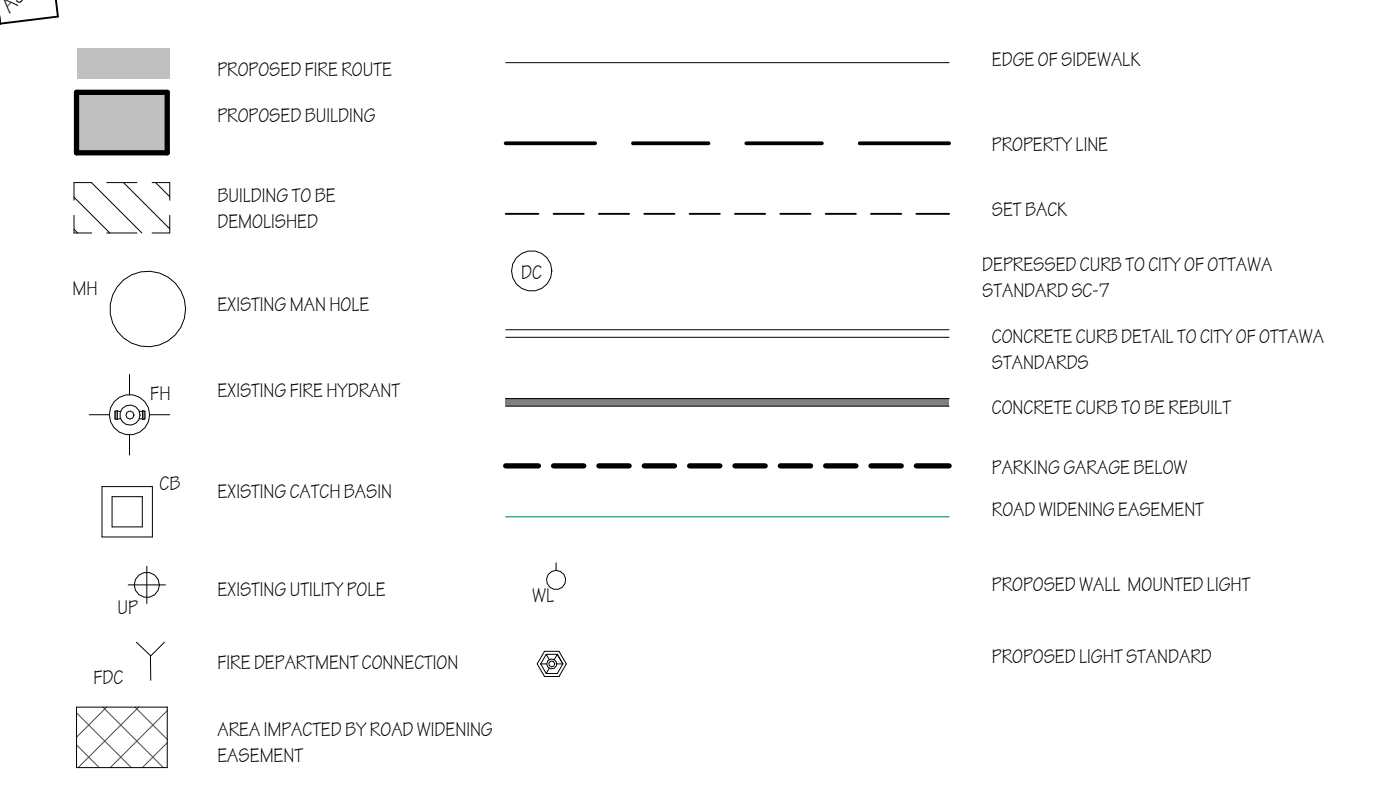 PROPOSED FIRE ROUTE
PROPOSED BUILDING
BUILDING TO BE
DEMOLISHED
MH
EXISTING MAN HOLE
FH
EXISTING FIRE HYDRANT
CB
EXISTING CATCH BASIN
UP
EXISTING UTILITY POLE
FDC
FIRE DEPARTMENT CONNECTION
AREA IMPACTED BY ROAD WIDENING
EASEMENT
EDGE OF SIDEWALK
PROPERTY LINE
SET BACK
DC
DEPRESSED CURB TO CITY OF OTTAWA
STANDARD SC-7
CONCRETE CURB DETAIL TO CITY OF OTTAWA
STANDARDS
CONCRETE CURB TO BE REBUILT
PARKING GARAGE BELOW
ROAD WIDENING EASEMENT
WL
PROPOSED WALL MOUNTED LIGHT
PROPOSED LIGHT STANDARD